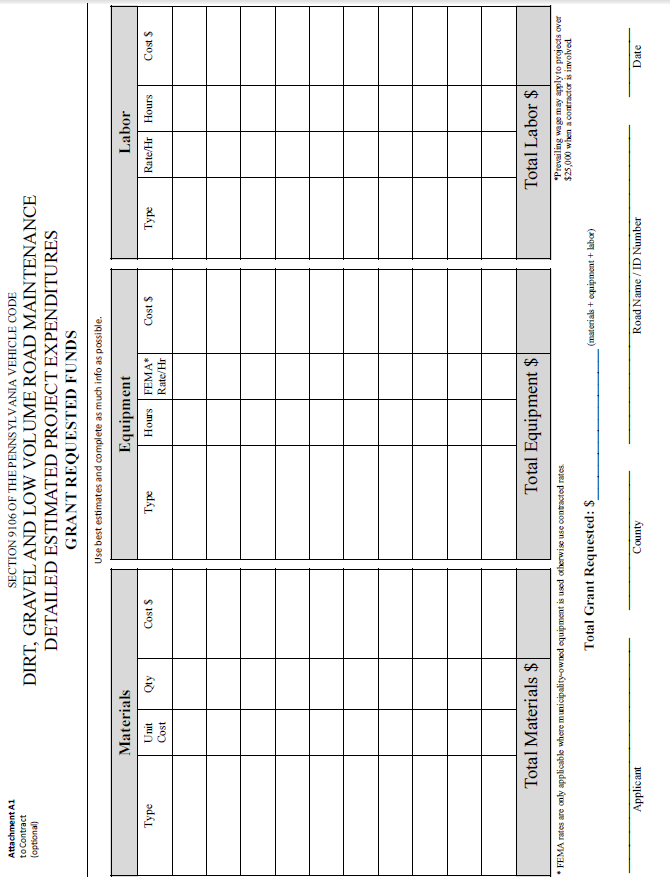 Attachment A1
to Contract
(optional)
SECTION 9106 OF THE PENNSYLVANIA VEHICLE CODE
DIRT, GRAVEL AND LOW VOLUME ROAD MAINTENANCE
DETAILED ESTIMATED PROJECT EXPENDITURES
GRANT REQUESTED FUNDS
Use best estimates and complete as much info as possible.
Materials
Type
Unit
Cost
Qty
Cost $
Total Materials $
Equipment
Type
Hours
FEMA*
Rate/Hr
Cost $
Total Equipment $
Labor
Type
Rate/Hr
Hours
Cost $
Total Labor $
* FEMA rates are only applicable where municipality-owned equipment is used otherwise use contracted rates.
*Prevailing wage may apply to projects over
$25,000 when a contractor is involved.
Total Grant Requested: $
(materials + equipment + labor)
Applicant
County
Road Name / ID Number
Date